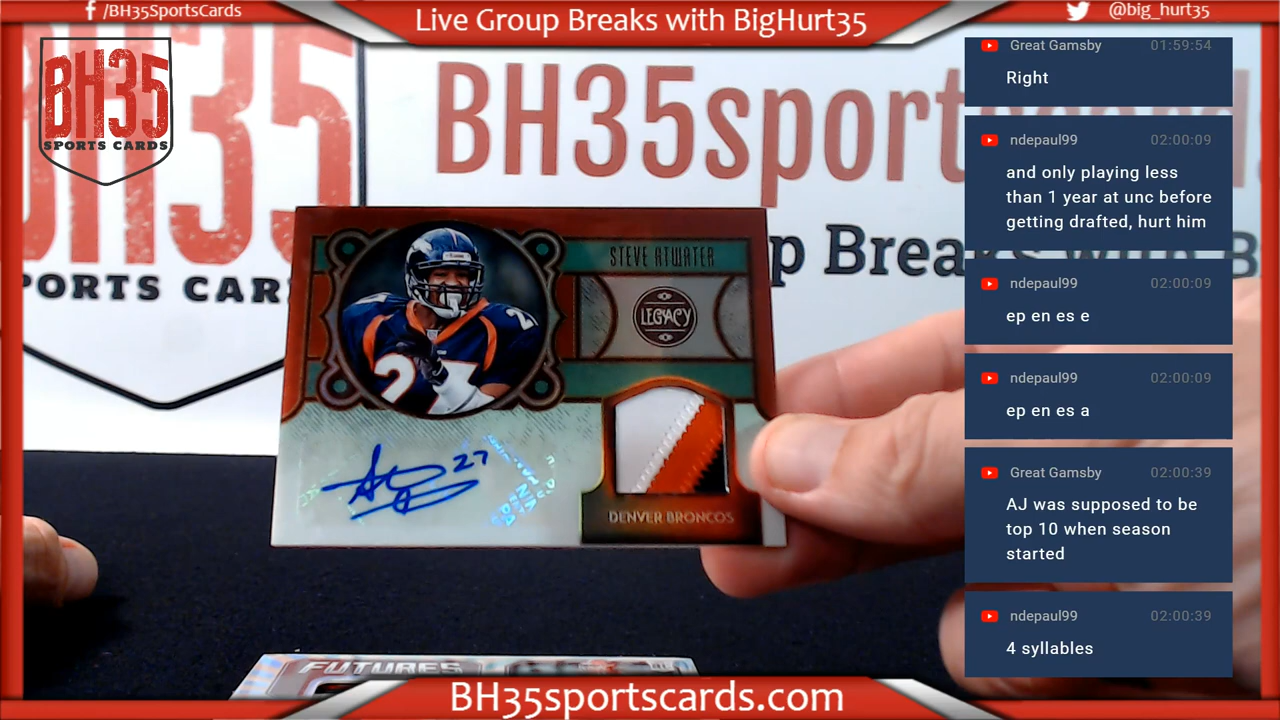 /BH35SportsCards
Live Group Breaks with BigHurt35
@big_hurt35
BH35
SPORTS CARDS
BH35sport
p Brea
PORTS CAR
STEVE ATWATER
LEGACY
27
DENVER BRONCOS
FUTURES
Great Gamsby 01:59:54
Right
ndepaul99 02:00:09
and only playing less
than 1 year at unc before
getting drafted, hurt him
ndepaul99 02:00:09
ep en es e
ndepaul99 02:00:09
ep en es a
Great Gamsby 02:00:39
AJ was supposed to be
top 10 when season
started
ndepaul99 02:00:39
4 syllables
BH35sportscards.com